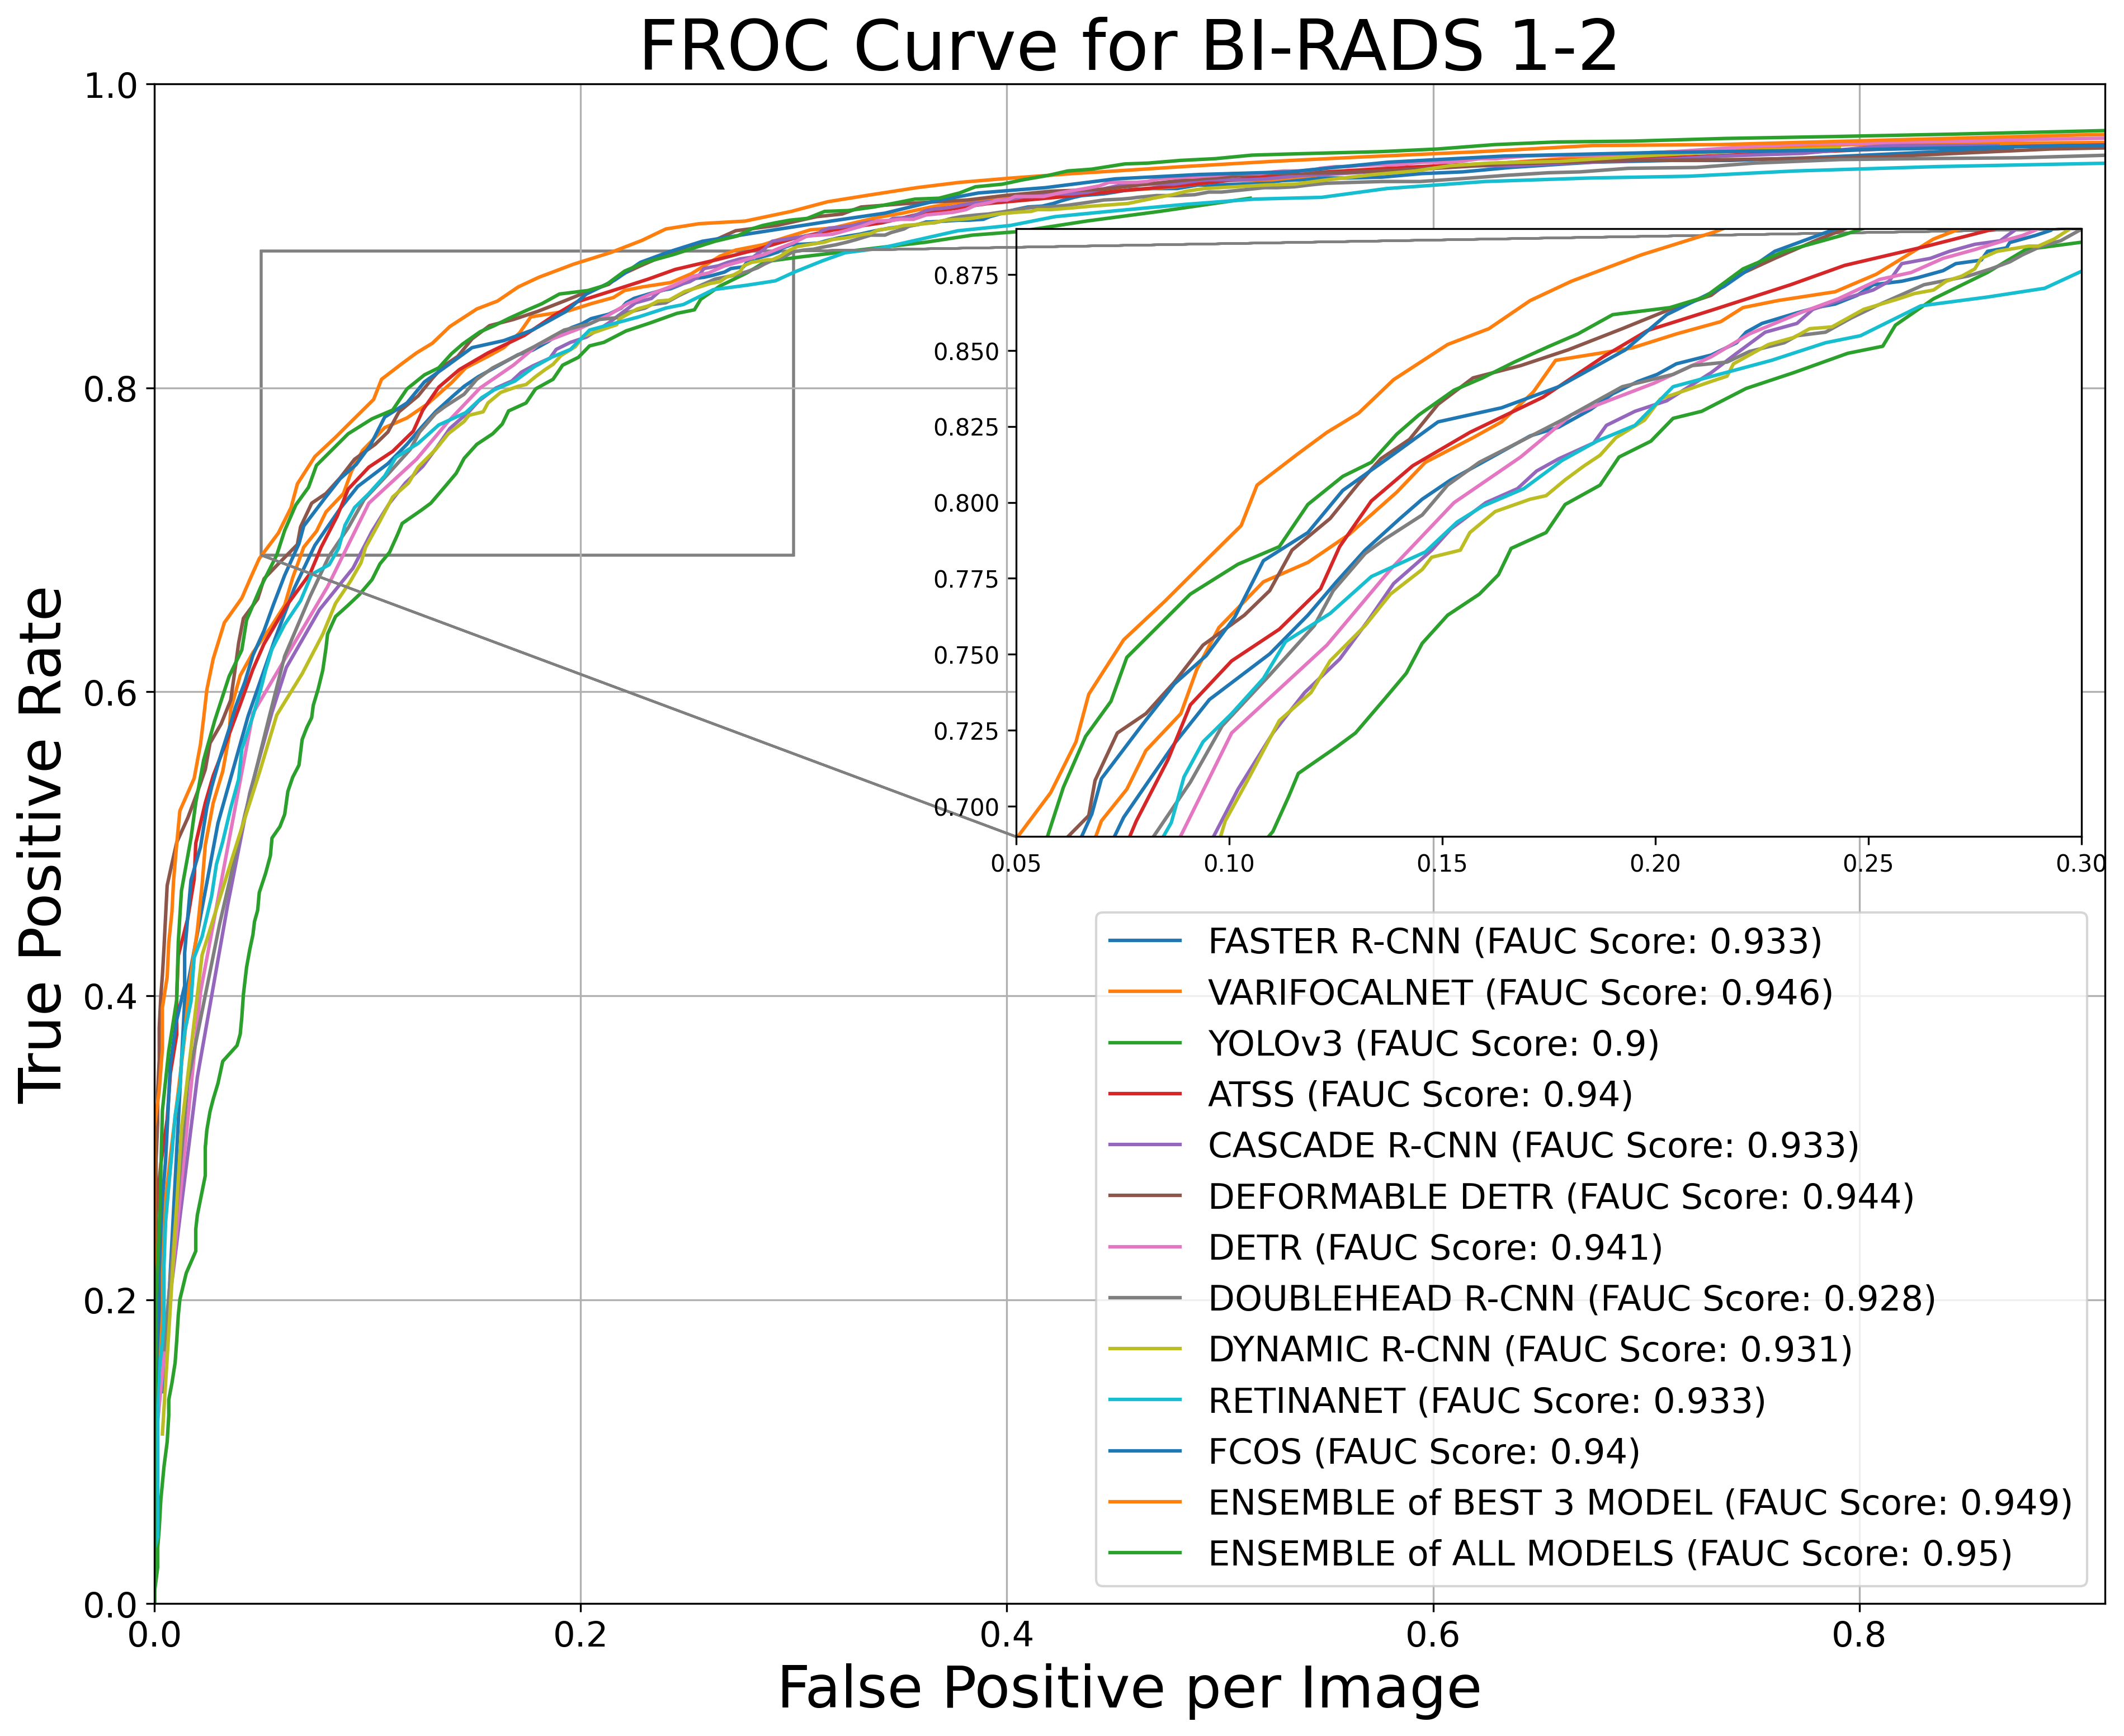 FROC Curve for BI-RADS 1-2
True Positive Rate
1.0
0.8
0.6
0.4
0.2
0.0
0.875
0.850
0.825
0.800
0.775
0.750
0.725
0.700
0.05 0.10 0.15 0.20 0.25 0.30
FASTER R-CNN (FAUC Score: 0.933)
VARIFOCALNET (FAUC Score: 0.946)
YOLOv3 (FAUC Score: 0.9)
ATSS (FAUC Score: 0.94)
CASCADE R-CNN (FAUC Score: 0.933)
DEFORMABLE DETR (FAUC Score: 0.944)
DETR (FAUC Score: 0.941)
DOUBLEHEAD R-CNN (FAUC Score: 0.928)
DYNAMIC R-CNN (FAUC Score: 0.931)
RETINANET (FAUC Score: 0.933)
FCOS (FAUC Score: 0.94)
ENSEMBLE of BEST 3 MODEL (FAUC Score: 0.949)
ENSEMBLE of ALL MODELS (FAUC Score: 0.95)
0.0 0.2 0.4 0.6 0.8
False Positive per Image